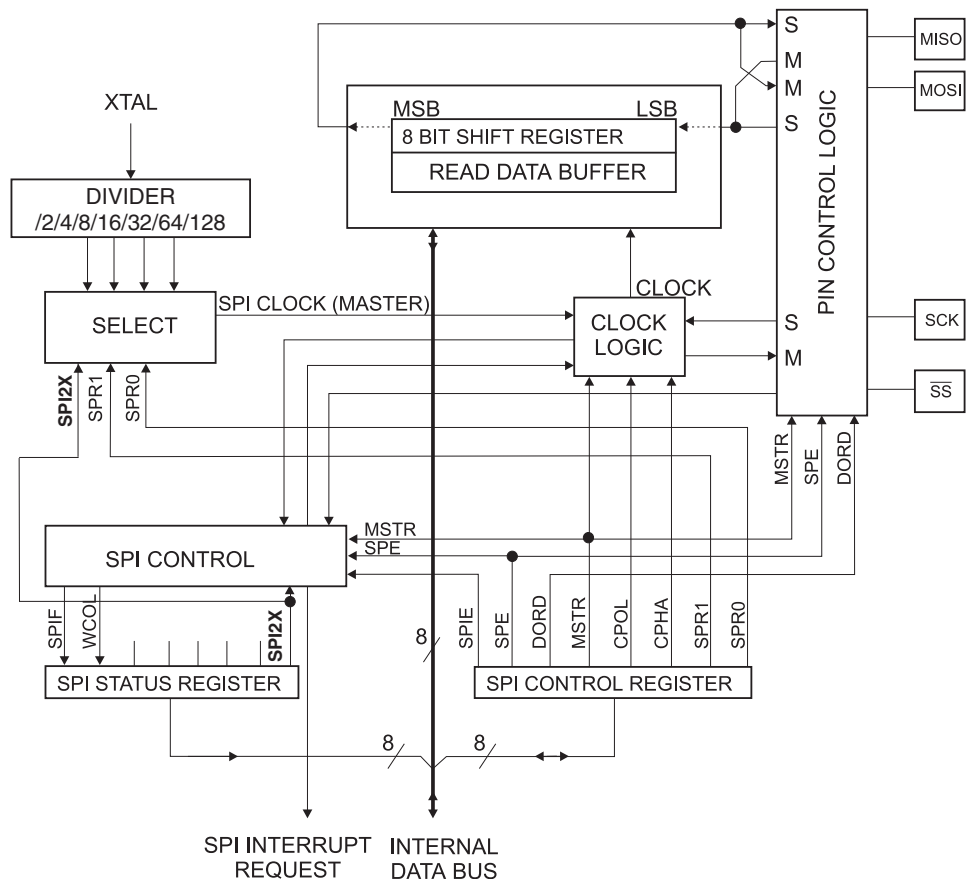 S
MISO
M
MOSI
M
XTAL
MSB
LSB
S
8 BIT SHIFT REGISTER
READ DATA BUFFER
PIN CONTROL LOGIC
DIVIDER
/2/4/8/16/32/64/128
SPI CLOCK (MASTER)
CLOCK
SELECT
CLOCK
LOGIC
S
SCK
M
SPI2X
SPR1
SPR0
SS
MSTR
SPE
DORD
MSTR
SPE
SPI CONTROL
SPIF
WCOL
SPI2X
8
SPIE
SPE
DORD
MSTR
CPOL
CPHA
SPR1
SPR0
SPI STATUS REGISTER
SPI CONTROL REGISTER
8
8
SPI INTERRUPT
REQUEST
INTERNAL
DATA BUS